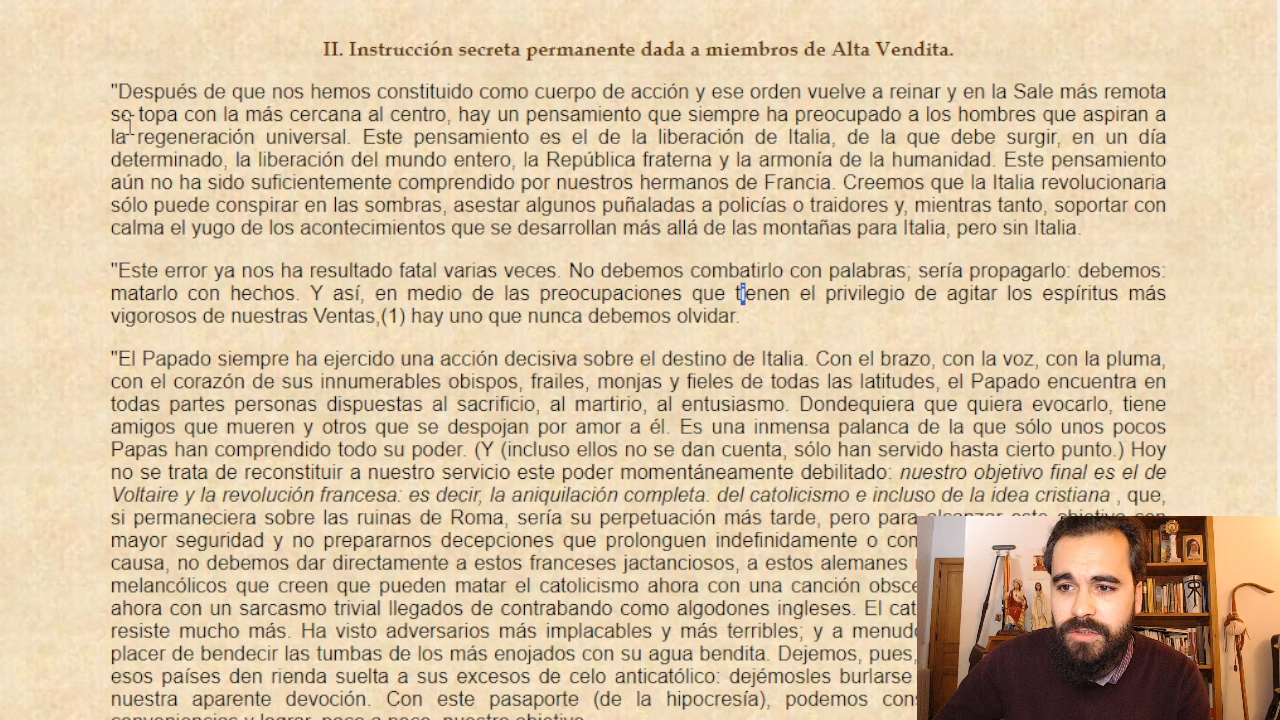 II. Instrucción secreta permanente dada a miembros de Alta Vendita.
"Después de que nos hemos constituido como cuerpo de acción y ese orden vuelve a reinar y en la Sale más remota
se topa con la más cercana al centro, hay un pensamiento que siempre ha preocupado a los hombres que aspiran a
la regeneración universal. Este pensamiento es el de la liberación de Italia, de la que debe surgir, en un día
determinado, la liberación del mundo entero, la República fraterna y la armonía de la humanidad. Este pensamiento
aún no ha sido suficientemente comprendido por nuestros hermanos de Francia. Creemos que la Italia revolucionaria
sólo puede conspirar en las sombras, asestar algunos puñaladas a policías o traidores y, mientras tanto, soportar con
calma el yugo de los acontecimientos que se desarrollan más allá de las montañas para Italia, pero sin Italia.
"Este error ya nos ha resultado fatal varias veces. No debemos combatirlo con palabras; sería propagarlo: debemos:
matarlo con hechos. Y así, en medio de las preocupaciones que tienen el privilegio de agitar los espíritus más
vigorosos de nuestras Ventas,(1) hay uno que nunca debemos olvidar.
"El Papado siempre ha ejercido una acción decisiva sobre el destino de Italia. Con el brazo, con la voz, con la pluma,
con el corazón de sus innumerables obispos, frailes, monjas y fieles de todas las latitudes, el Papado encuentra en
todas partes personas dispuestas al sacrificio, al martirio, al entusiasmo. Dondequiera que quiera evocarlo, tiene
amigos que mueren y otros que se despojan por amor a él. Es una inmensa palanca de la que sólo unos pocos
Papas han comprendido todo su poder. (Y (incluso ellos no se dan cuenta, sólo han servido hasta cierto punto.) Hoy
no se trata de reconstituir a nuestro servicio este poder momentáneamente debilitado: nuestro objetivo final es el de
Voltaire y la revolución francesa: es decir, la aniquilación completa. del catolicismo e incluso de la idea cristiana , que,
si permaneciera sobre las ruinas de Roma, sería su perpetuación más tarde, pero para
mayor seguridad y no prepararnos decepciones que prolonguen indefinidamente o
causa, no debemos dar directamente a estos franceses jactanciosos, a estos alemanes
melancólicos que creen que pueden matar el catolicismo ahora con una canción
ahora con un sarcasmo trivial llegados de contrabando como algodones ingleses. El
resiste mucho más. Ha visto adversarios más implacables y más terribles; y a
placer de bendecir las tumbas de los más enojados con su agua bendita. Dejemos, pues,
esos países den rienda suelta a sus excesos de celo anticatólico: dejémosles burlarse
nuestra aparente devoción. Con este pasaporte (de la hipocresía), podemos